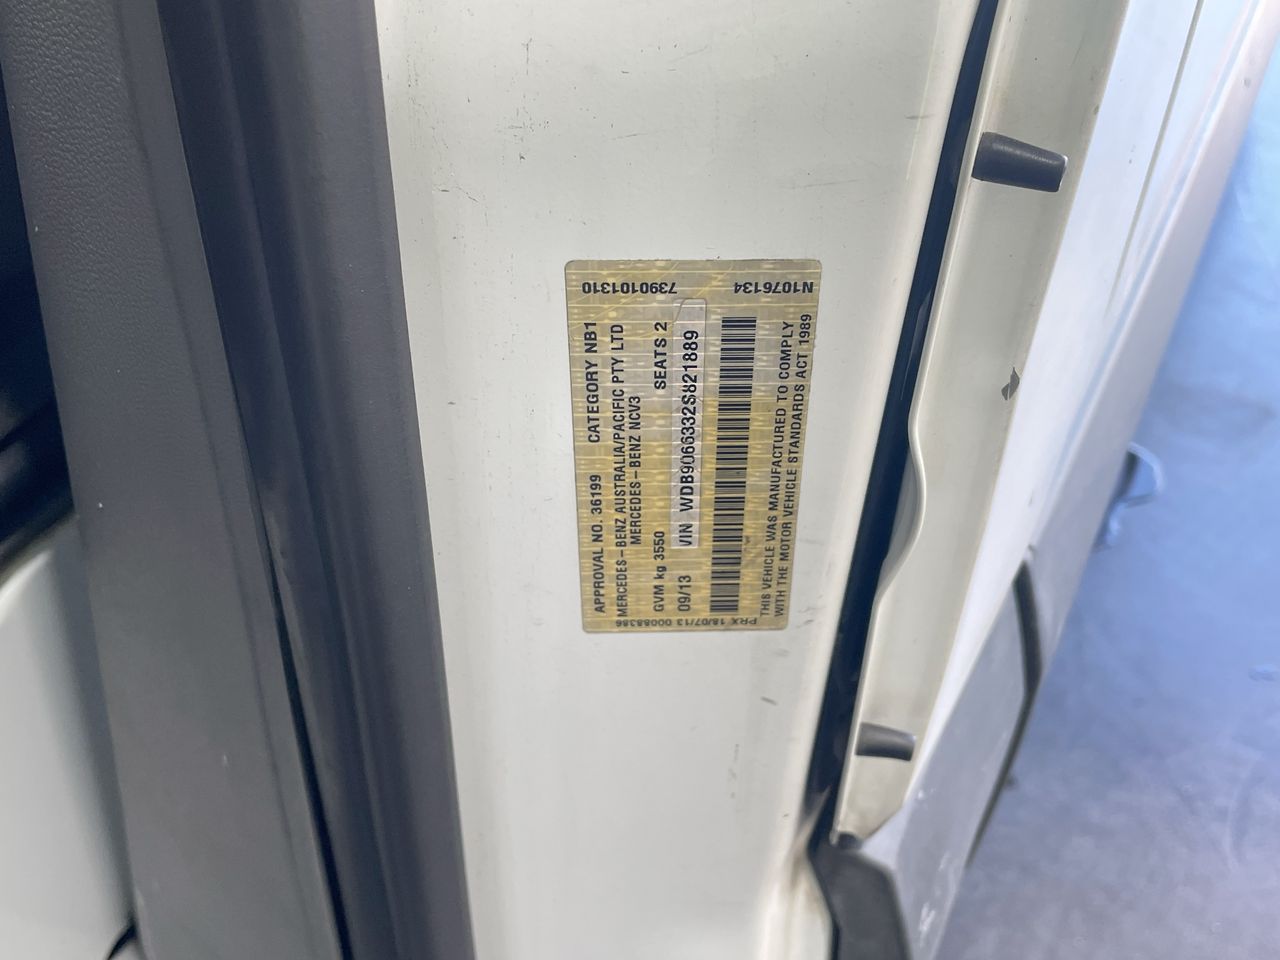 APPROVAL NO. 36199 CATEGORY NB1
MERCEDES-BENZ AUSTRALIA/PACIFIC PTY LTD
MERCEDES-BENZ NCV3
GVM kg 3550 SEATS 2
09/13 VIN WDB9066332S821889
THIS VEHICLE WAS MANUFACTURED TO COMPLY
WITH THE MOTOR VEHICLE STANDARDS ACT 1989
7390101310
N1076134
PRX 18/07/13 00088386